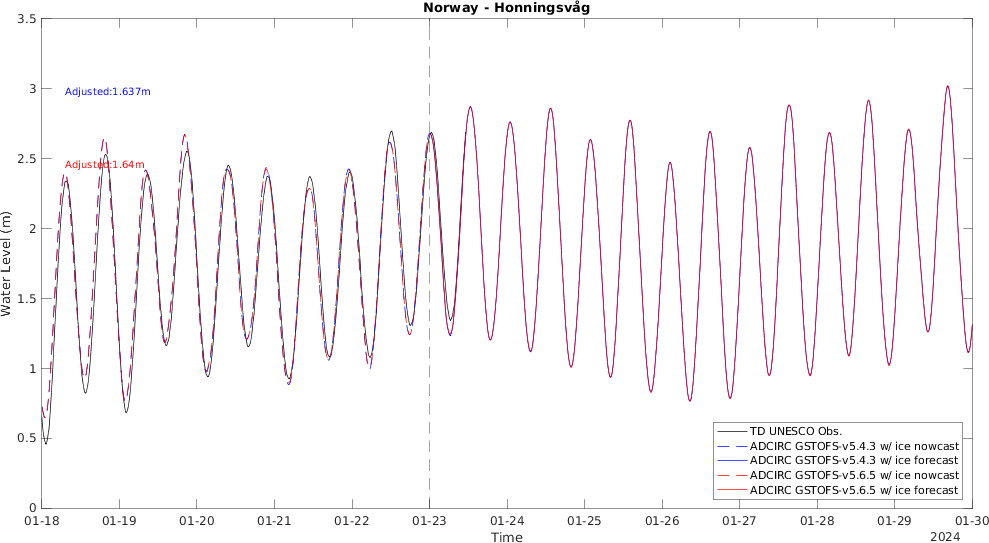 Norway - Honningsvåg
3.5
3
2.5
2
1.5
1
0.5
0
Water Level (m)
Adjusted:1.637m
Adjusted:1.64m
TD UNESCO Obs.
ADCIRC GSTOFS-v5.4.3 w/ ice nowcast
ADCIRC GSTOFS-v5.4.3 w/ ice forecast
ADCIRC GSTOFS-v5.6.5 w/ ice nowcast
ADCIRC GSTOFS-v5.6.5 w/ ice forecast
01-18 01-19 01-20 01-21 01-22 01-23 01-24 01-25 01-26 01-27 01-28 01-29 01-30
Time
2024